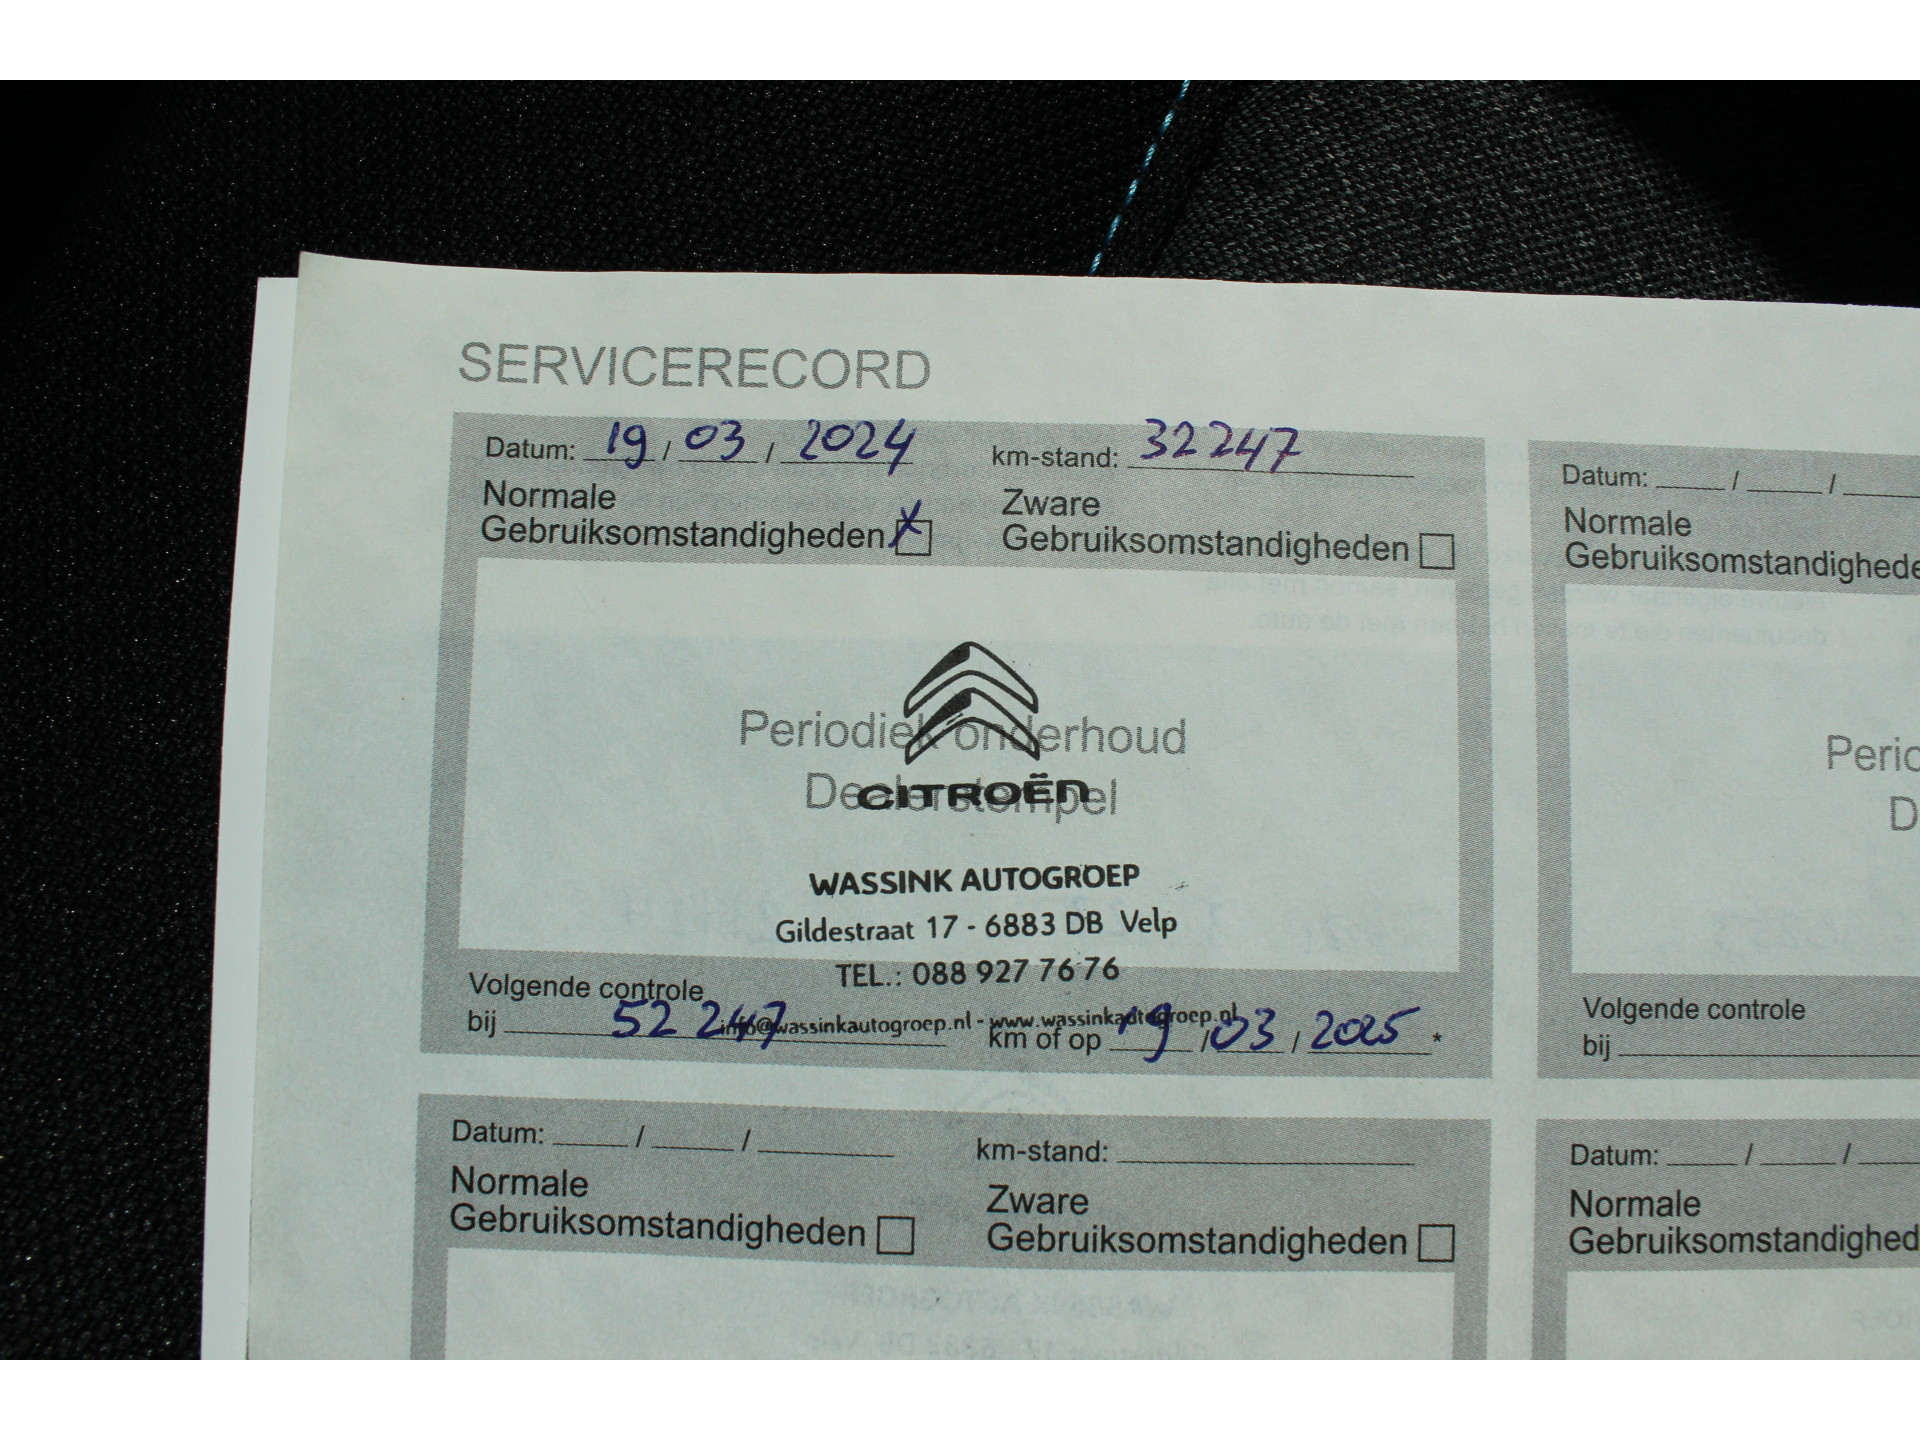 SERVICERECORD
Datum: 19 / 03 / 2024 km-stand: 32247
Normale
Gebruiksomstandigheden X
Zware
Gebruiksomstandigheden
Periodiek onderhoud
Dealerstempel
CITROËN
WASSINK AUTOGROEP
Gildestraat 17 - 6883 DB Velp
TEL.: 088 927 76 76
info@wassinkautogroep.nl - www.wassinkautogroep.nl
Volgende controle
bij 52 247 km of op 19 / 03 / 2025 *
Datum: / /
Normale
Gebruiksomstandighede
Perio
D
Volgende controle
bij
Datum: / / km-stand:
Normale
Gebruiksomstandigheden
Zware
Gebruiksomstandigheden
Datum: / /
Normale
Gebruiksomstandighed